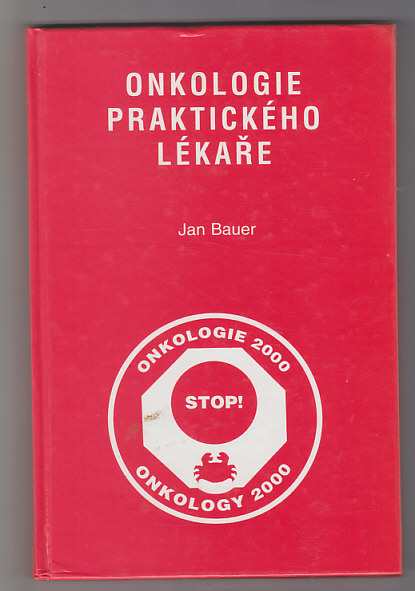 ONKOLOGIE
PRAKTICKÉHO
LÉKAŘE
Jan Bauer
ONKOLOGIE 2000
STOP!
ONKOLOGY 2000